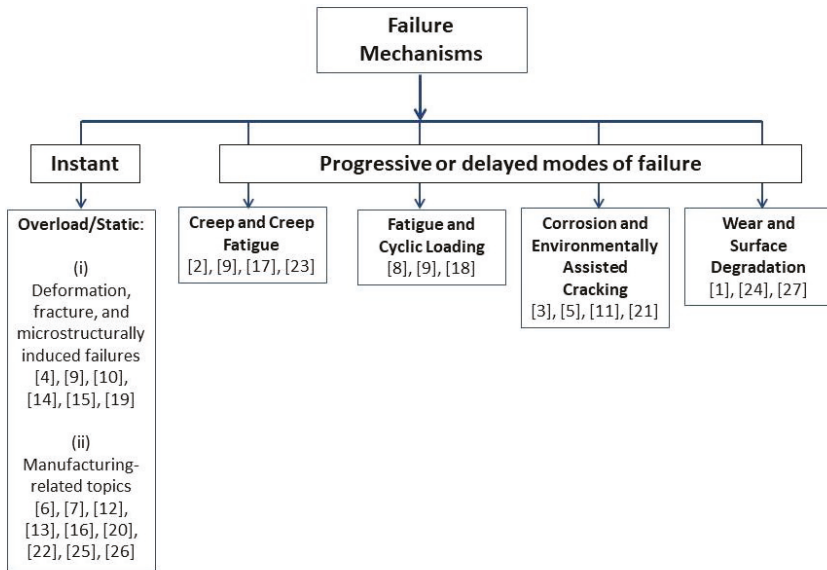 Failure
Mechanisms
Instant
Progressive or delayed modes of failure
Overload/Static:
(i)
Deformation,
fracture, and
microstructurally
induced failures
[4], [9], [10],
[14], [15], [19]
(ii)
Manufacturing-
related topics
[6], [7], [12],
[13], [16], [20],
[22], [25], [26]
Creep and Creep
Fatigue
[2], [9], [17], [23]
Fatigue and
Cyclic Loading
[8], [9], [18]
Corrosion and
Environmentally
Assisted
Cracking
[3], [5], [11], [21]
Wear and
Surface
Degradation
[1], [24], [27]